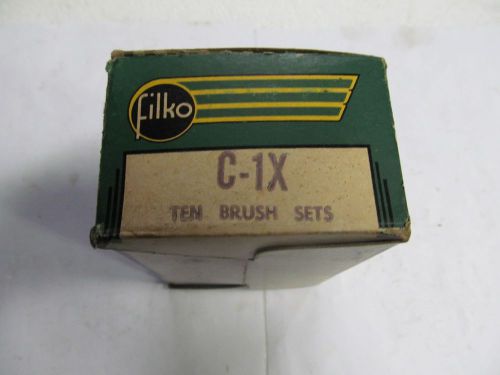 filko
C-1X
TEN BRUSH SETS